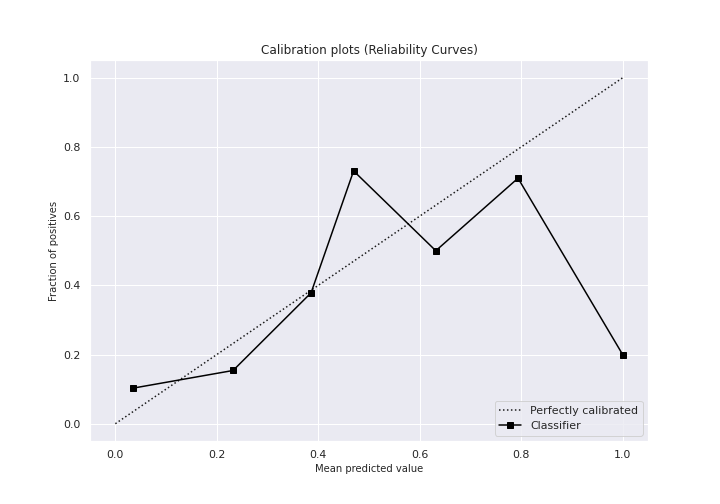 Calibration plots (Reliability Curves)
Fraction of positives
1.0
0.8
0.6
0.4
0.2
0.0
0.0 0.2 0.4 0.6 0.8 1.0
Mean predicted value
Perfectly calibrated
Classifier